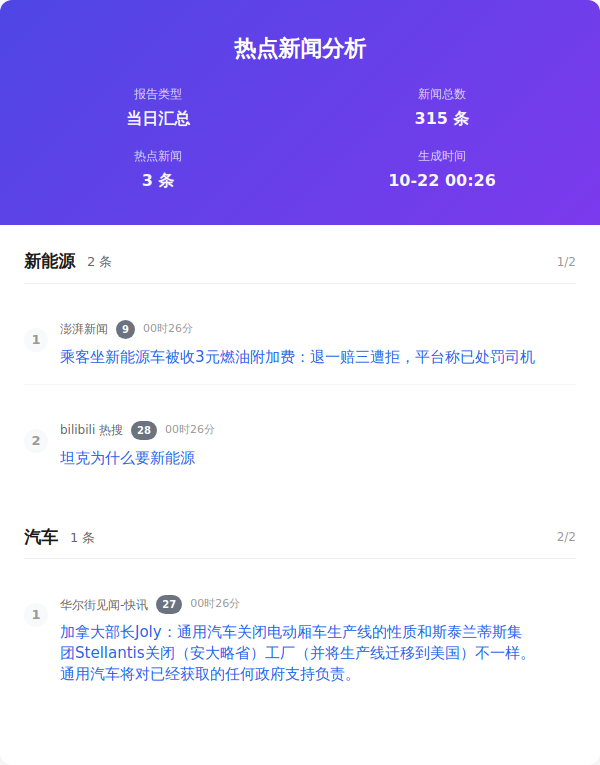 热点新闻分析
报告类型
新闻总数
当日汇总
315 条
热点新闻
生成时间
3 条
10-22 00:26
新能源 2 条 1/2
1 澎湃新闻 9 00时26分
乘客坐新能源车被收3元燃油附加费：退一赔三遭拒，平台称已处罚司机
2 bilibili 热搜 28 00时26分
坦克为什么要新能源
汽车 1 条 2/2
1 华尔街见闻-快讯 27 00时26分
加拿大部长Joly：通用汽车关闭电动厢车生产线的性质和斯泰兰蒂斯集
团Stellantis关闭（安大略省）工厂（并将生产线迁移到美国）不一样。
通用汽车将对已经获取的任何政府支持负责。